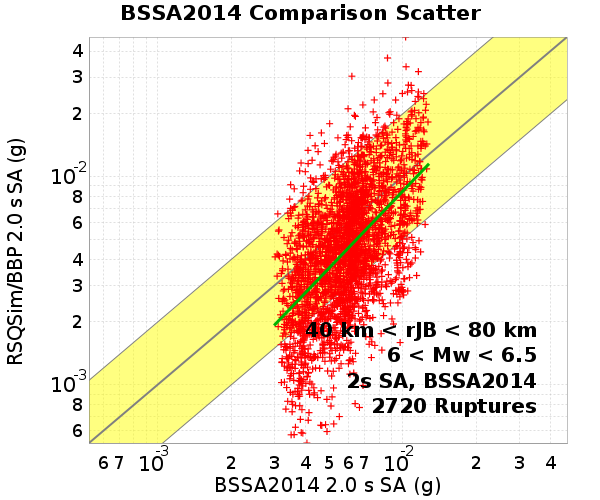 BSSA2014 Comparison Scatter
RSQSim/BBP 2.0 s SA (g)
4
3
2
10-2
8
6
4
3
2
10-3
8
6
40 km < rJB < 80 km
6 < Mw < 6.5
2s SA, BSSA2014
2720 Ruptures
6 7 10-3 2 3 4 5 6 7 10-2 2 3 4
BSSA2014 2.0 s SA (g)